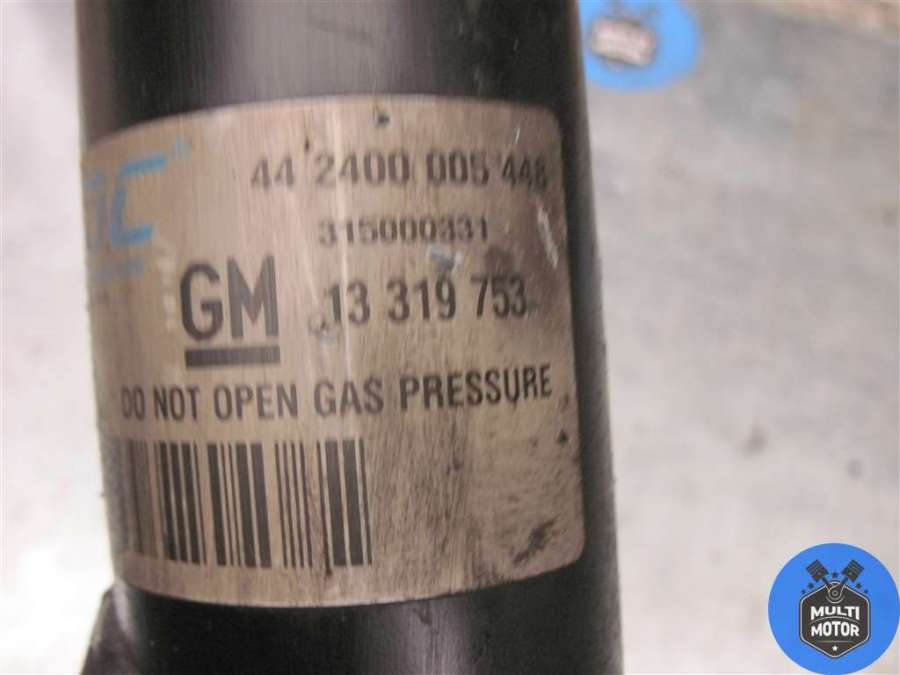 44 2400 005 448
315000331
GM 13 319 753
DO NOT OPEN GAS PRESSURE
MULTI
MOTOR